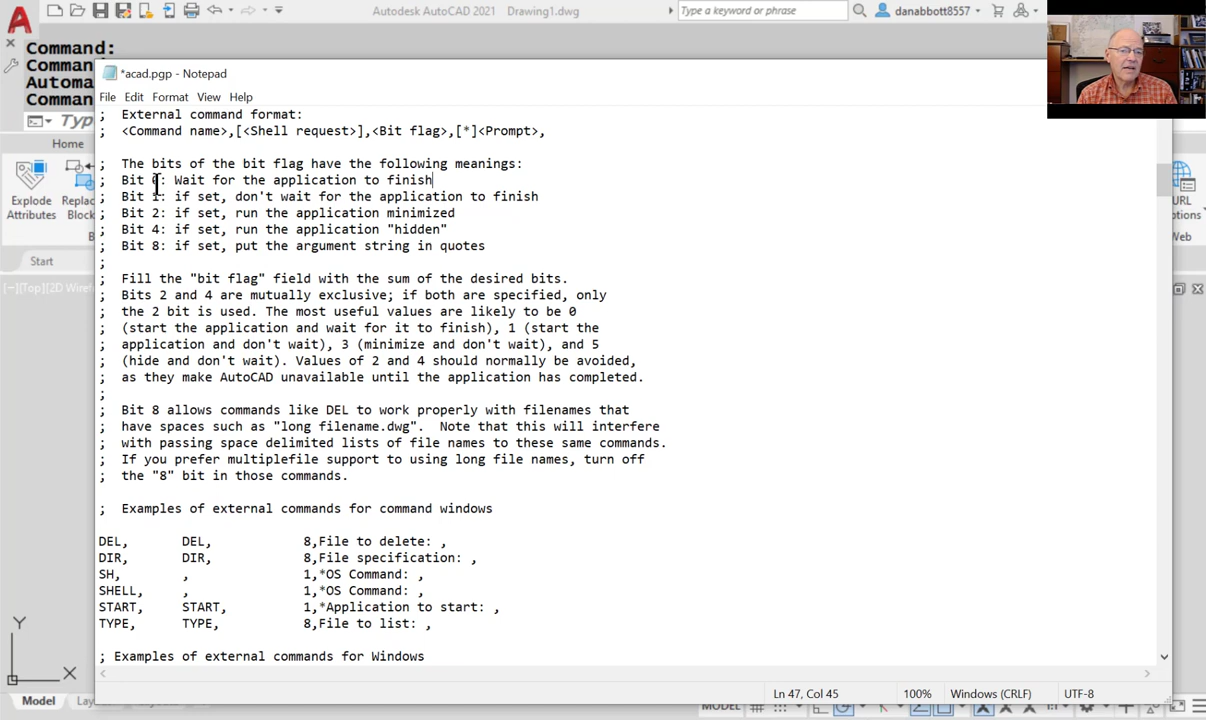 Autodesk AutoCAD 2021 Drawing1.dwg
Type a keyword or phrase
danabbott8557
Command:
Automa
Comman
Home
Explode Attributes
Start
[-][Top][2D Wirefr
*acad.pgp - Notepad
File Edit Format View Help
; External command format:
; <Command name>,[<Shell request>],<Bit flag>,[*]<Prompt>,
; The bits of the bit flag have the following meanings:
; Bit 0: Wait for the application to finish
; Bit 1: if set, don't wait for the application to finish
; Bit 2: if set, run the application minimized
; Bit 4: if set, run the application "hidden"
; Bit 8: if set, put the argument string in quotes
;
; Fill the "bit flag" field with the sum of the desired bits.
; Bits 2 and 4 are mutually exclusive; if both are specified, only
; the 2 bit is used. The most useful values are likely to be 0
; (start the application and wait for it to finish), 1 (start the
; application and don't wait), 3 (minimize and don't wait), and 5
; (hide and don't wait). Values of 2 and 4 should normally be avoided,
; as they make AutoCAD unavailable until the application has completed.
;
; Bit 8 allows commands like DEL to work properly with filenames that
; have spaces such as "long filename.dwg". Note that this will interfere
; with passing space delimited lists of file names to these same commands.
; If you prefer multiplefile support to using long file names, turn off
; the "8" bit in those commands.
; Examples of external commands for command windows
DEL, DEL, 8,File to delete: ,
DIR, DIR, 8,File specification: ,
SH, , 1,*OS Command: ,
SHELL, , 1,*OS Command: ,
START, START, 1,*Application to start: ,
TYPE, TYPE, 8,File to list: ,
; Examples of external commands for Windows
Ln 47, Col 45 100% Windows (CRLF) UTF-8
URL
Web
Y
X
Model
MODEL